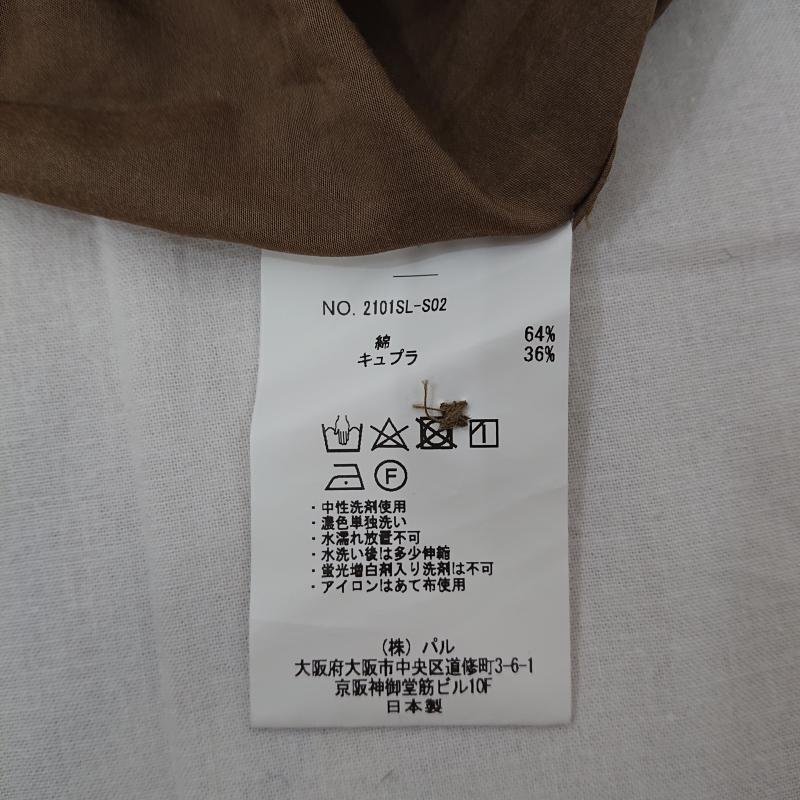 NO. 2101SL-S02
綿 64%
キュプラ 36%
F
・中性洗剤使用
・濃色単独洗い
・水濡れ放置不可
・水洗い後は多少伸縮
・蛍光増白剤入り洗剤は不可
・アイロンはあて布使用
(株) パル
大阪府大阪市中央区道修町3-6-1
京阪神御堂筋ビル10F
日本製